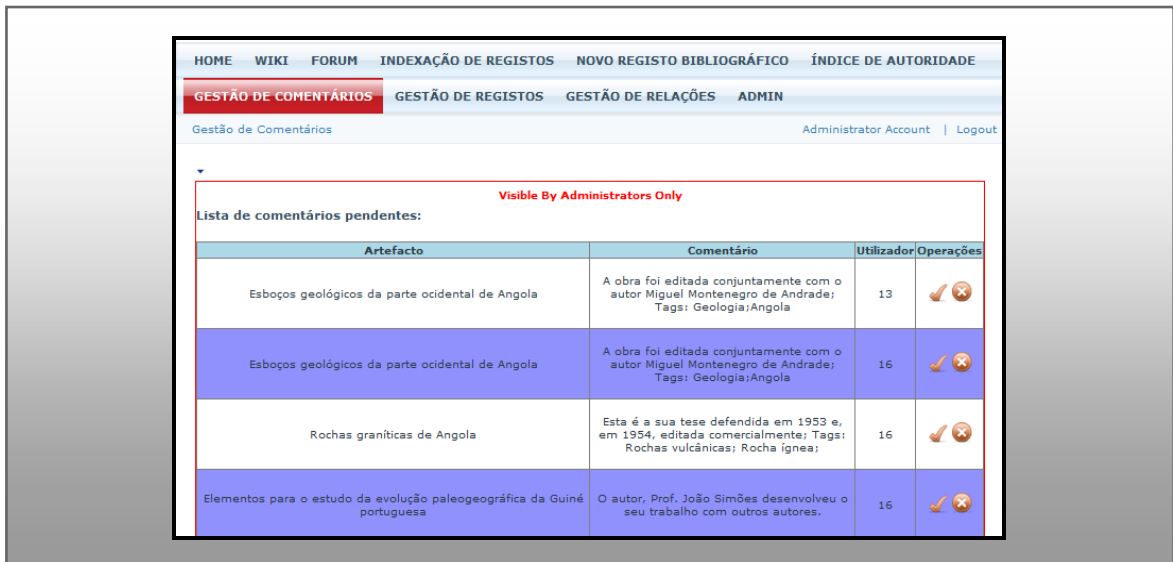 HOME WIKI FORUM INDEXAÇÃO DE REGISTOS NOVO REGISTO BIBLIOGRÁFICO ÍNDICE DE AUTORIDADE
GESTÃO DE COMENTÁRIOS GESTÃO DE REGISTOS GESTÃO DE RELAÇÕES ADMIN
Gestão de Comentários Administrator Account | Logout
Visible By Administrators Only
Lista de comentários pendentes:
Artefacto Comentário Utilizador Operações
Esboços geológicos da parte ocidental de Angola
A obra foi editada conjuntamente com o
autor Miguel Montenegro de Andrade;
Tags: Geologia;Angola
13
Esboços geológicos da parte ocidental de Angola
A obra foi editada conjuntamente com o
autor Miguel Montenegro de Andrade;
Tags: Geologia;Angola
16
Rochas graníticas de Angola
Esta é a sua tese defendida em 1953 e,
em 1954, editada comercialmente; Tags:
Rochas vulcânicas; Rocha ígnea;
16
Elementos para o estudo da evolução paleogeográfica da Guiné
portuguesa
O autor, Prof. João Simões desenvolveu o
seu trabalho com outros autores.
16